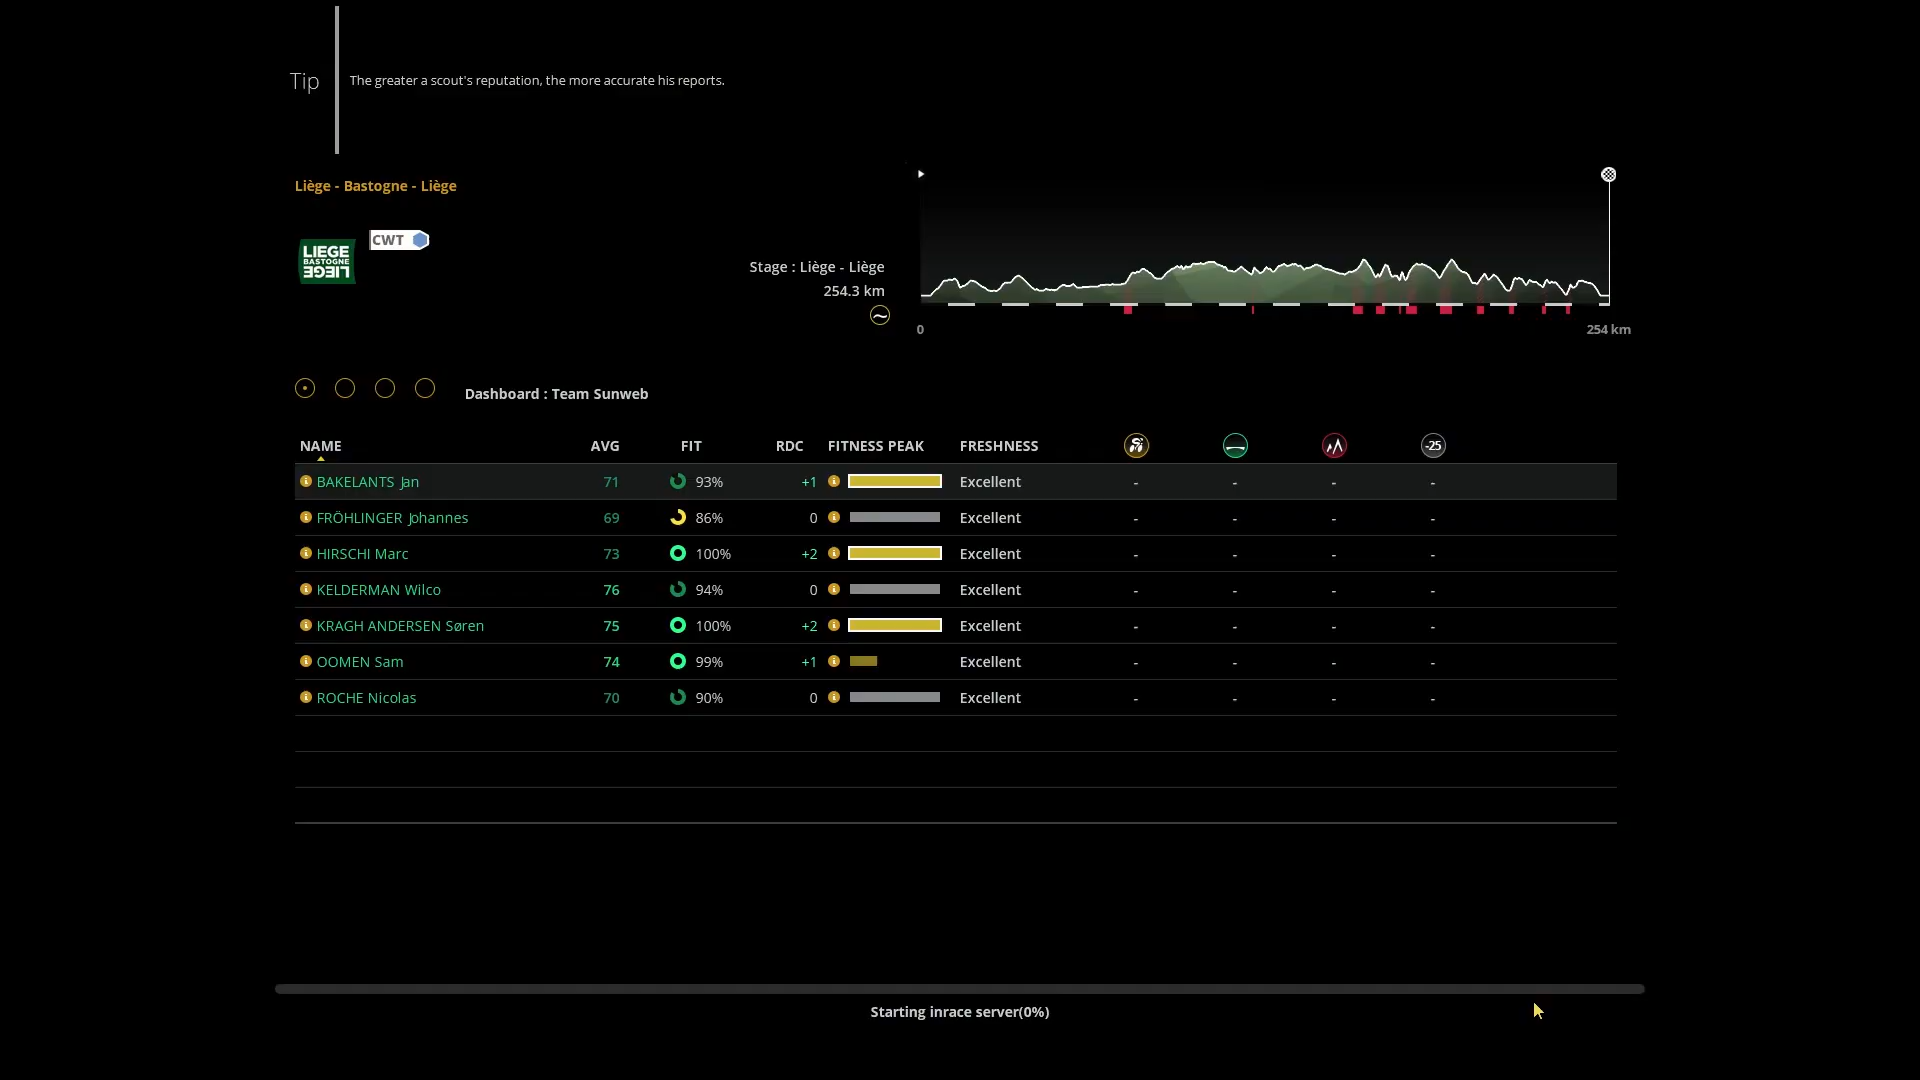 Tip
The greater a scout's reputation, the more accurate his reports.
Liège - Bastogne - Liège
LIEGE
BASTOGNE
LIEGE
CWT
Stage : Liège - Liège
254.3 km
0
254 km
Dashboard : Team Sunweb
NAME AVG FIT RDC FITNESS PEAK FRESHNESS -25
BAKELANTS Jan 71 93% +1 Excellent - - - -
FRÖHLINGER Johannes 69 86% 0 Excellent - - - -
HIRSCHI Marc 73 100% +2 Excellent - - - -
KELDERMAN Wilco 76 94% 0 Excellent - - - -
KRAGH ANDERSEN Søren 75 100% +2 Excellent - - - -
OOMEN Sam 74 99% +1 Excellent - - - -
ROCHE Nicolas 70 90% 0 Excellent - - - -
Starting inrace server(0%)